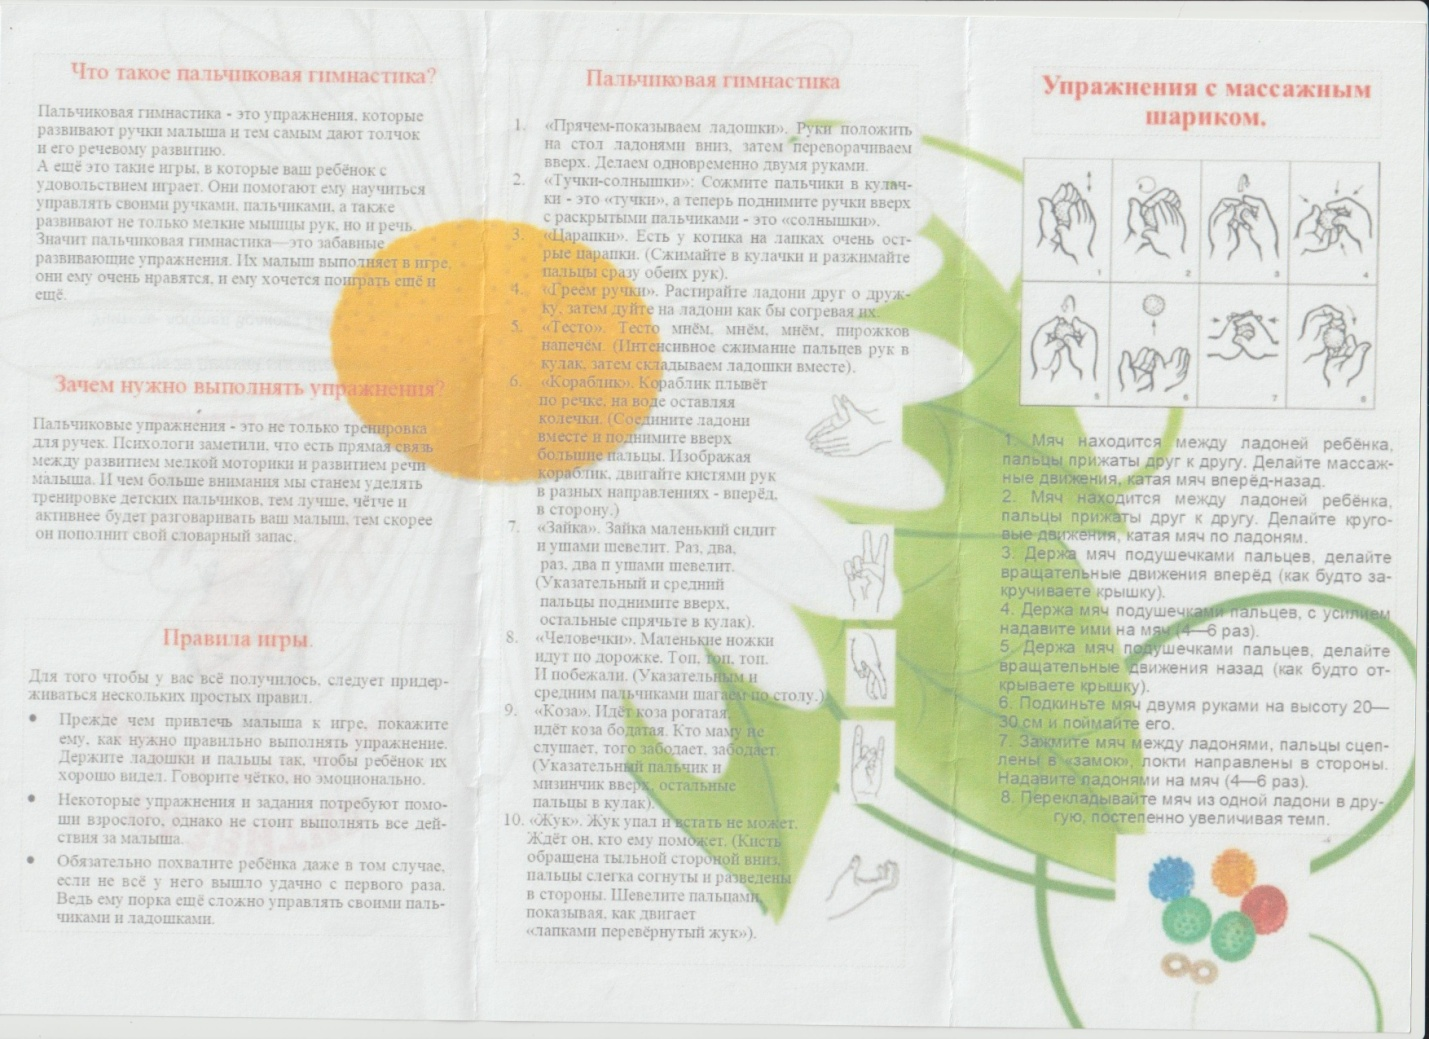 Что такое пальчиковая гимнастика?
Пальчиковая гимнастика - это упражнения, которые
развивают ручки малыша и тем самым дают толчок
и его речевому развитию.
А ещё это такие игры, в которые ваш ребёнок с
удовольствием играет. Они помогают ему научиться
управлять своими ручками, пальчиками, а также
развивают не только мелкие мышцы рук, но и речь.
Значит пальчиковая гимнастика—это забавные
развивающие упражнения. Их малыш выполняет в игре,
они ему очень нравятся, и ему хочется поиграть ещё и
ещё.
Зачем нужно выполнять упражнения?
Пальчиковые упражнения - это не только тренировка
для ручек. Психологи заметили, что есть прямая связь
между развитием мелкой моторики и развитием речи
малыша. И чем больше внимания мы станем уделять
тренировке детских пальчиков, тем лучше, чётче и
активнее будет разговаривать ваш малыш, тем скорее
он пополнит свой словарный запас.
Правила игры.
Для того чтобы у вас всё получилось, следует придер-
живаться нескольких простых правил.
• Прежде чем привлечь малыша к игре, покажите
ему, как нужно правильно выполнять упражнение.
Держите ладошки и пальцы так, чтобы ребёнок их
хорошо видел. Говорите чётко, но эмоционально.
• Некоторые упражнения и задания потребуют помо-
щи взрослого, однако не стоит выполнять все дей-
ствия за малыша.
• Обязательно похвалите ребёнка даже в том случае,
если не всё у него вышло удачно с первого раза.
Ведь ему порка ещё сложно управлять своими паль-
чиками и ладошками.
Пальчиковая гимнастика
1. «Прячем-показываем ладошки». Руки положить
на стол ладонями вниз, затем переворачиваем
вверх. Делаем одновременно двумя руками.
2. «Тучки-солнышки»: Сожмите пальчики в кулач-
ки - это «тучки», а теперь поднимите ручки вверх
с раскрытыми пальчиками - это «солнышки».
3. «Царапки». Есть у котика на лапках очень ост-
рые царапки. (Сжимайте в кулачки и разжимайте
пальцы сразу обеих рук).
4. «Греем ручки». Растирайте ладони друг о друж-
ку, затем дуйте на ладони как бы согревая их.
5. «Тесто». Тесто мнём, мнём, мнём, пирожков
напечём. (Интенсивное сжимание пальцев рук в
кулак, затем складываем ладошки вместе).
6. «Кораблик». Кораблик плывёт
по речке, на воде оставляя
колечки. (Соедините ладони
вместе и поднимите вверх
большие пальцы. Изображая
кораблик, двигайте кистями рук
в разных направлениях - вперёд,
в сторону.)
7. «Зайка». Зайка маленький сидит
и ушами шевелит. Раз, два,
раз, два п ушами шевелит.
(Указательный и средний
пальцы поднимите вверх,
остальные спрячьте в кулак).
8. «Человечки». Маленькие ножки
идут по дорожке. Топ, топ, топ.
И побежали. (Указательным и
средним пальчиками шагаем по столу.)
9. «Коза». Идёт коза рогатая,
идёт коза бодатая. Кто маму не
слушает, того забодает, забодает.
(Указательный пальчик и
мизинчик вверх, остальные
пальцы в кулак).
10. «Жук». Жук упал и встать не может.
Ждёт он, кто ему поможет. (Кисть
обращена тыльной стороной вниз,
пальцы слегка согнуты и разведены
в стороны. Шевелите пальцами,
показывая, как двигает
«лапками перевёрнутый жук»).
Упражнения с массажным
шариком.
1 2 3 4
5 6 7 8
1. Мяч находится между ладоней ребёнка,
пальцы прижаты друг к другу. Делайте массаж-
ные движения, катая мяч вперёд-назад.
2. Мяч находится между ладоней ребёнка,
пальцы прижаты друг к другу. Делайте круго-
вые движения, катая мяч по ладоням.
3. Держа мяч подушечками пальцев, делайте
вращательные движения вперёд (как будто за-
кручиваете крышку).
4. Держа мяч подушечками пальцев, с усилием
надавите ими на мяч (4—6 раз).
5. Держа мяч подушечками пальцев, делайте
вращательные движения назад (как будто от-
крываете крышку).
6. Подкиньте мяч двумя руками на высоту 20—
30 см и поймайте его.
7. Зажмите мяч между ладонями, пальцы сцеп-
лены в «замок», локти направлены в стороны.
Надавите ладонями на мяч (4—6 раз).
8. Перекладывайте мяч из одной ладони в дру-
гую, постепенно увеличивая темп.